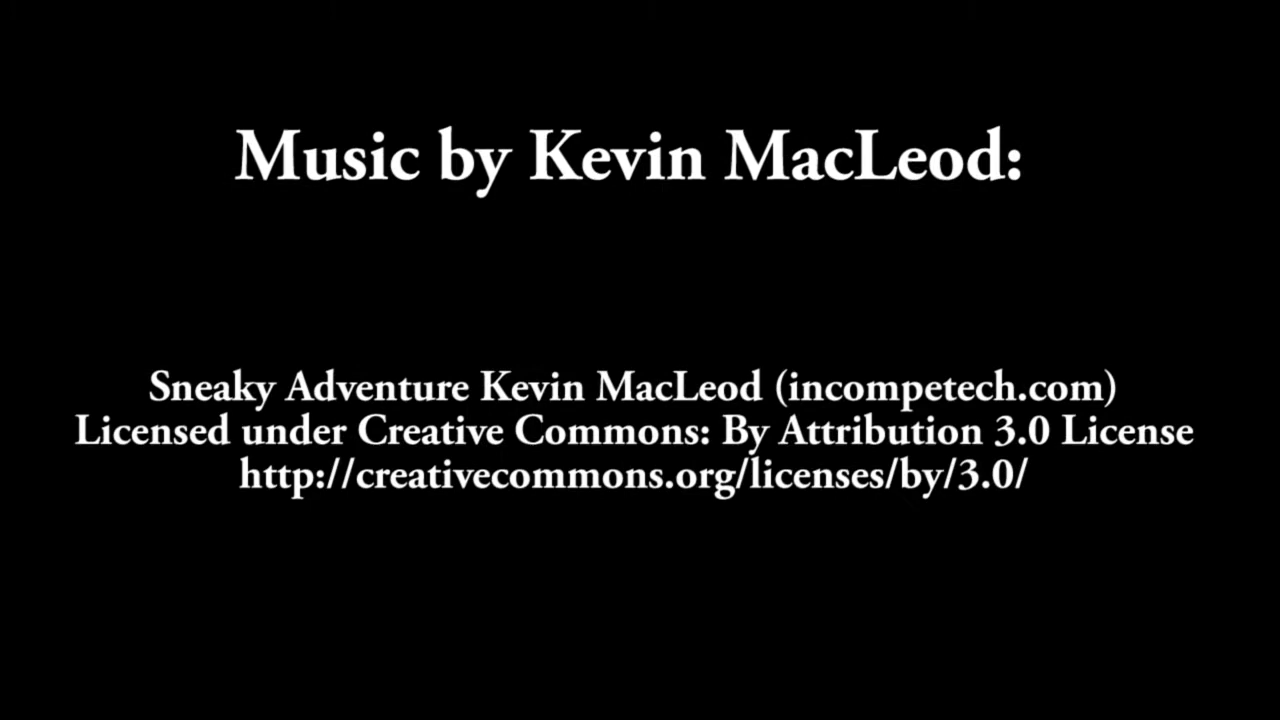 Music by Kevin MacLeod:
Sneaky Adventure Kevin MacLeod (incompetech.com)
Licensed under Creative Commons: By Attribution 3.0 License
http://creativecommons.org/licenses/by/3.0/